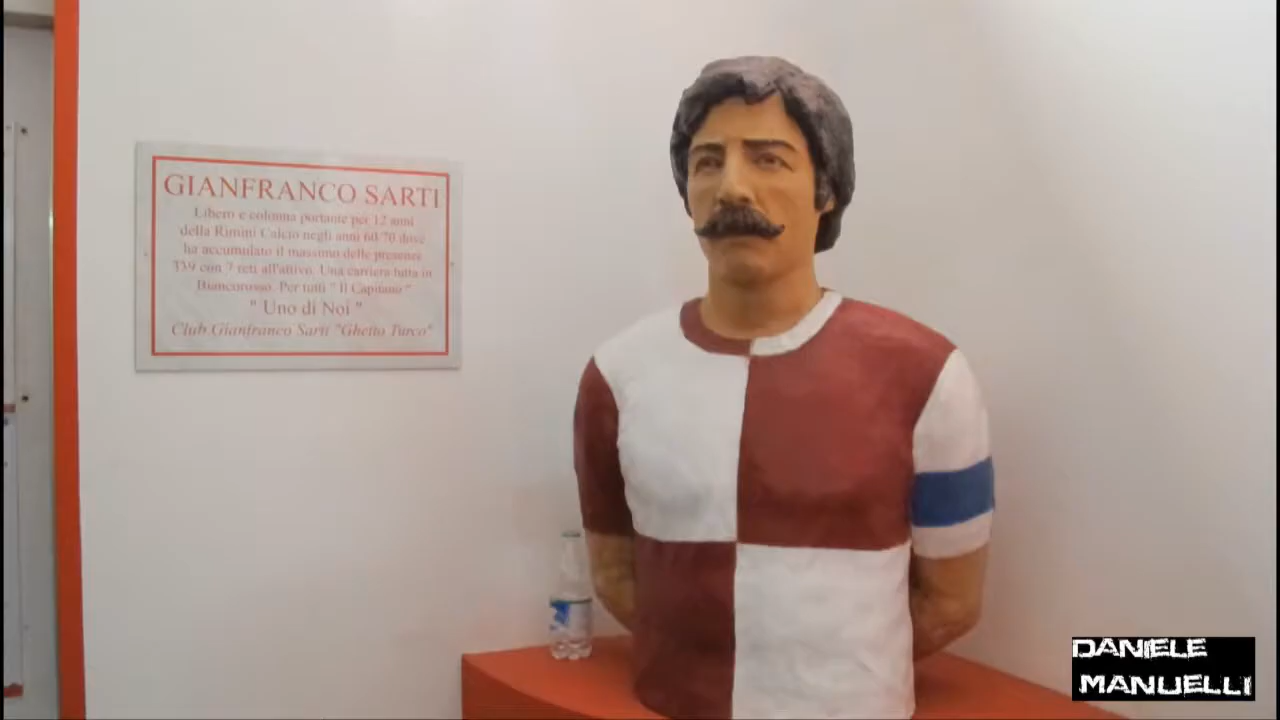 GIANFRANCO SARTI
Libero e colonna portante per 12 anni
della Rimini Calcio negli anni 60/70 dove
ha accumulato il massimo delle presenze
339 con 7 reti all'attivo. Una carriera tutta in
Biancorosso. Per tutti " Il Capitano "
" Uno di Noi "
Club Gianfranco Sarti "Ghetto Turco"
DANIELE
MANUELLI